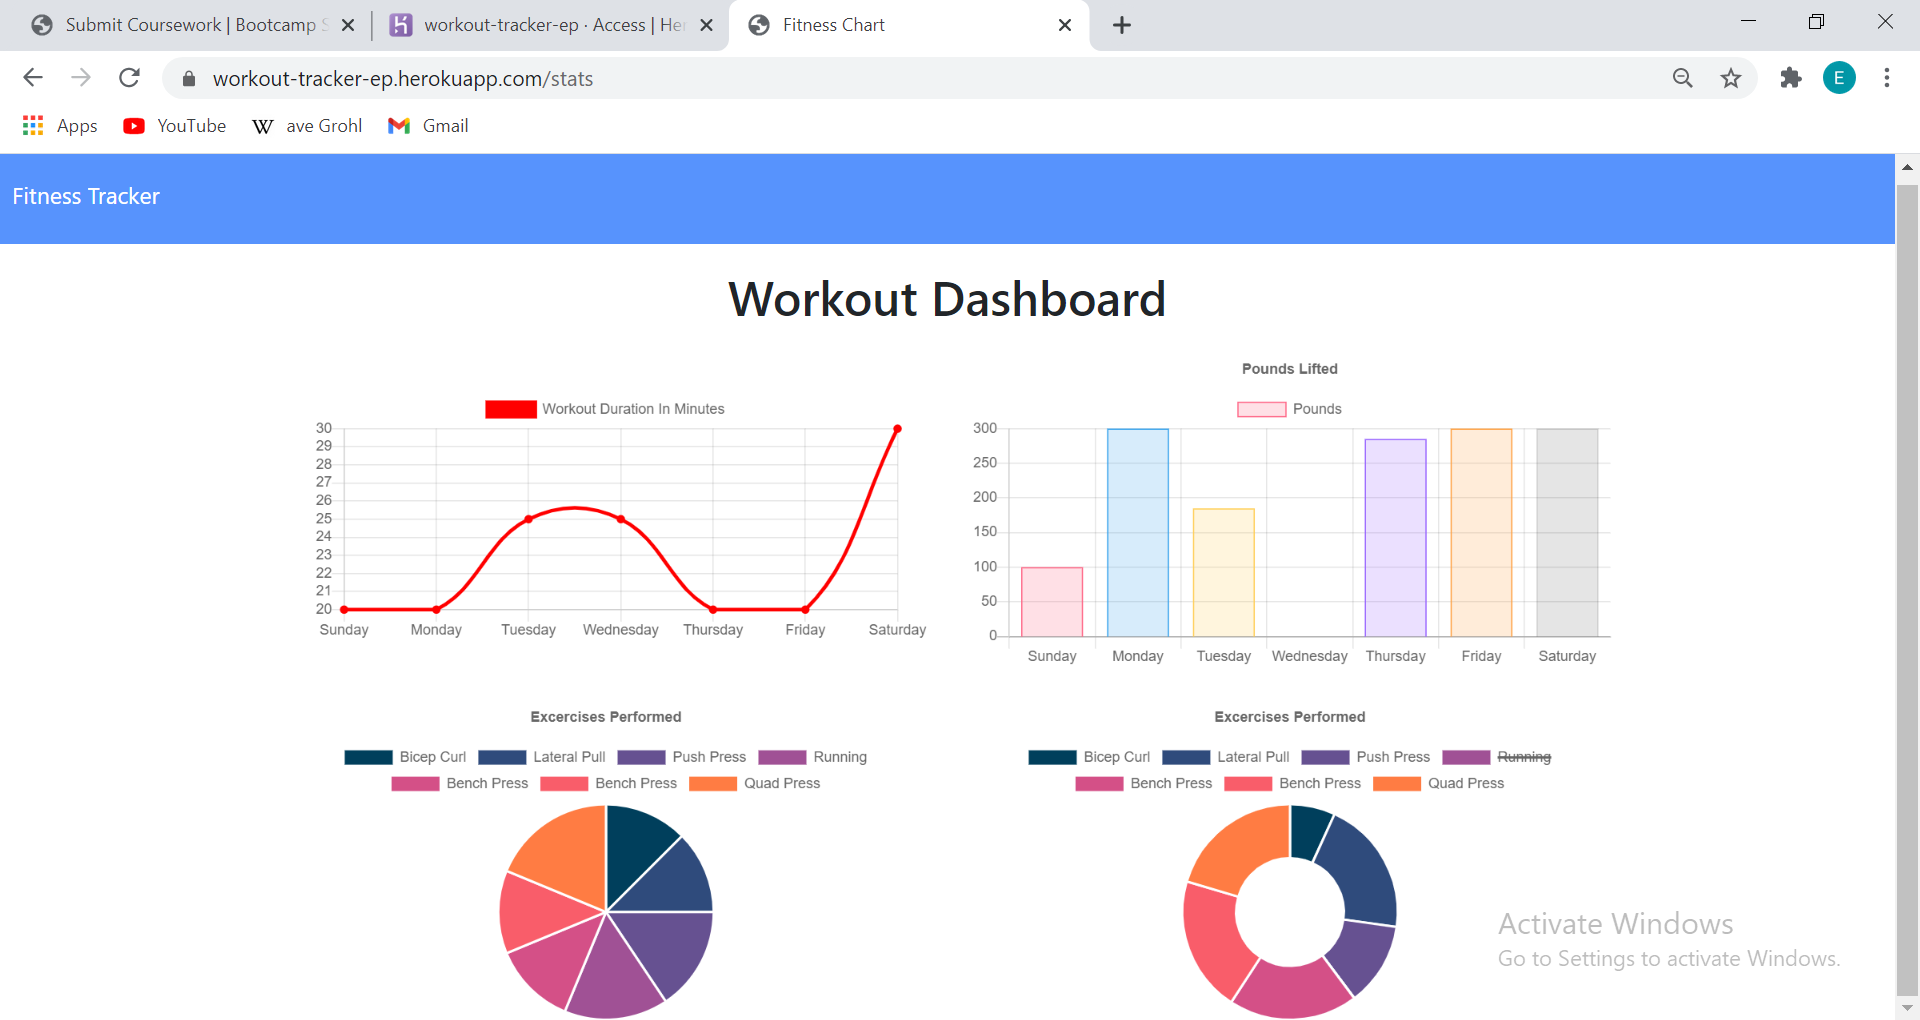 Submit Coursework | Bootcamp S
workout-tracker-ep · Access | Her
Fitness Chart
workout-tracker-ep.herokuapp.com/stats
E
Apps
YouTube
W ave Grohl
Gmail
Fitness Tracker
Workout Dashboard
Workout Duration In Minutes
30
29
28
27
26
25
24
23
22
21
20
Sunday Monday Tuesday Wednesday Thursday Friday Saturday
Pounds Lifted
Pounds
300
250
200
150
100
50
0
Sunday Monday Tuesday Wednesday Thursday Friday Saturday
Excercises Performed
Bicep Curl Lateral Pull Push Press Running
Bench Press Bench Press Quad Press
Excercises Performed
Bicep Curl Lateral Pull Push Press Running
Bench Press Bench Press Quad Press
Activate Windows
Go to Settings to activate Windows.